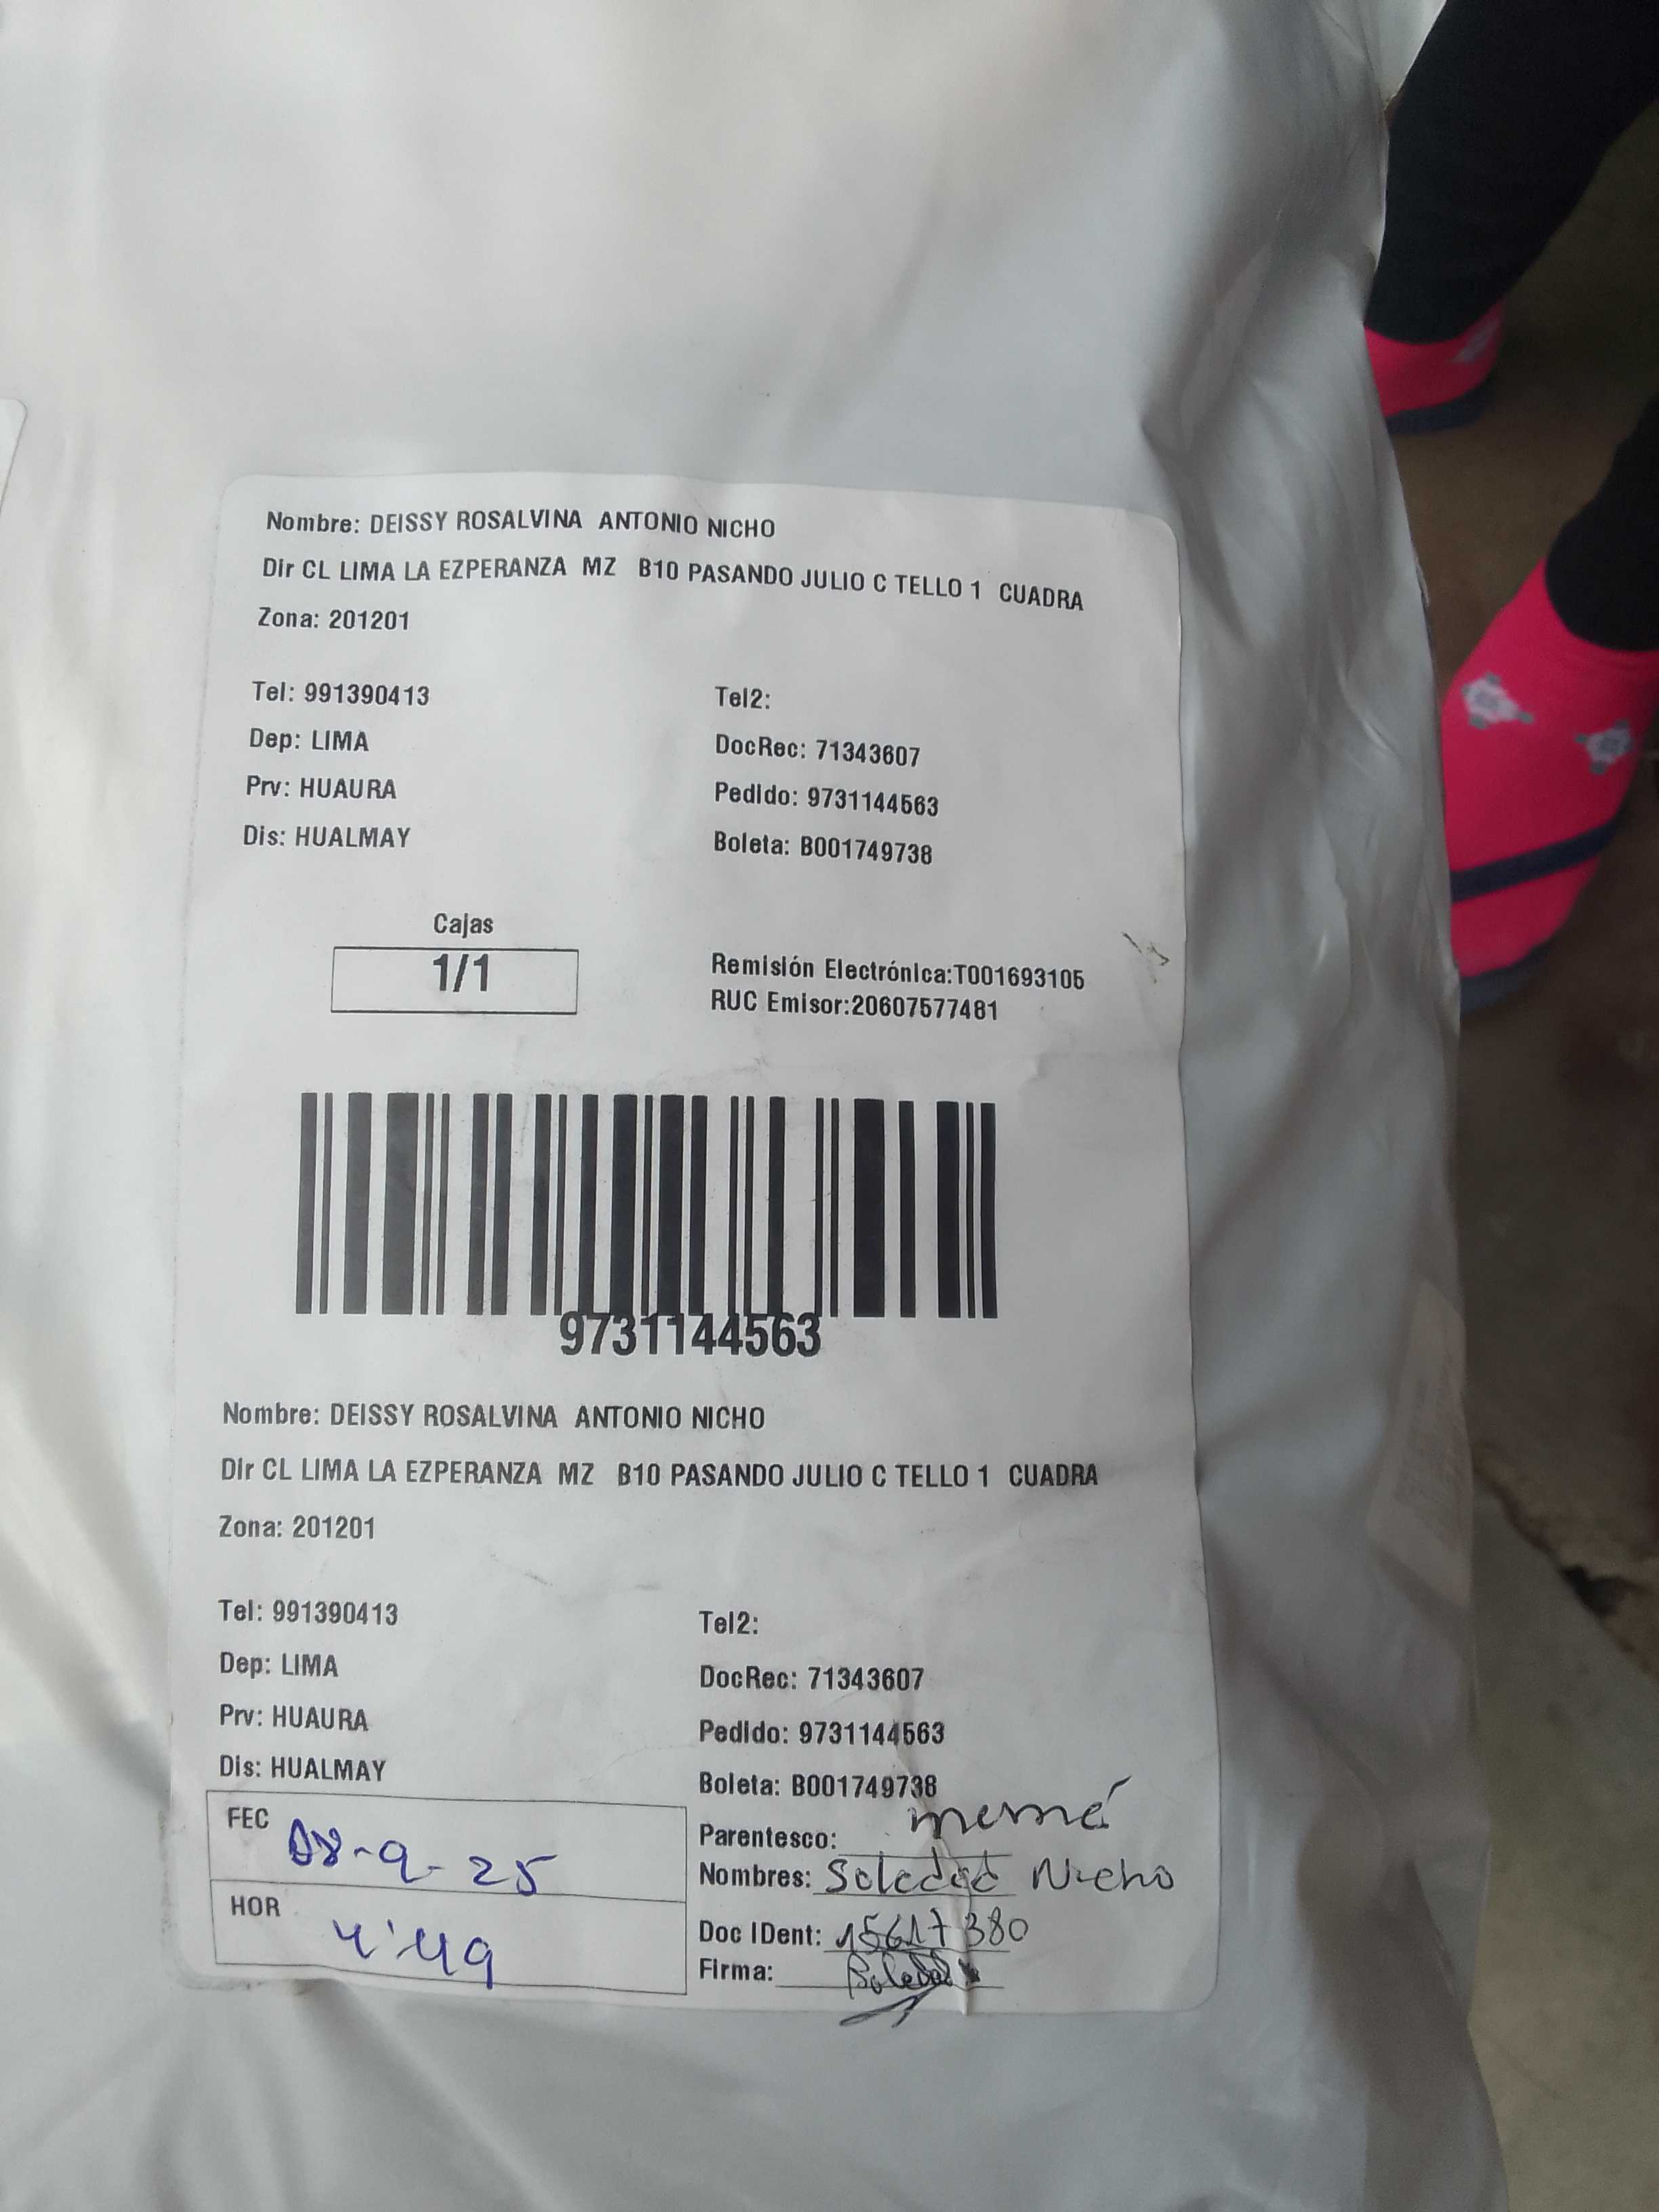 Nombre: DEISSY ROSALVINA ANTONIO NICHO
Dir CL LIMA LA EZPERANZA MZ B10 PASANDO JULIO C TELLO 1 CUADRA
Zona: 201201
Tel: 991390413
Tel2:
Dep: LIMA
DocRec: 71343607
Prv: HUAURA
Pedido: 9731144563
Dis: HUALMAY
Boleta: B001749738
Cajas
1/1
Remisión Electrónica:T001693105
RUC Emisor:20607577481
9731144563
Nombre: DEISSY ROSALVINA ANTONIO NICHO
Dir CL LIMA LA EZPERANZA MZ B10 PASANDO JULIO C TELLO 1 CUADRA
Zona: 201201
Tel: 991390413
Tel2:
Dep: LIMA
DocRec: 71343607
Prv: HUAURA
Pedido: 9731144563
Dis: HUALMAY
Boleta: B001749738
FEC 08-9-25
Parentesco: memá
Nombres: Soledad Nicho
HOR 4'49
Doc IDent: 15617380
Firma: Soledad